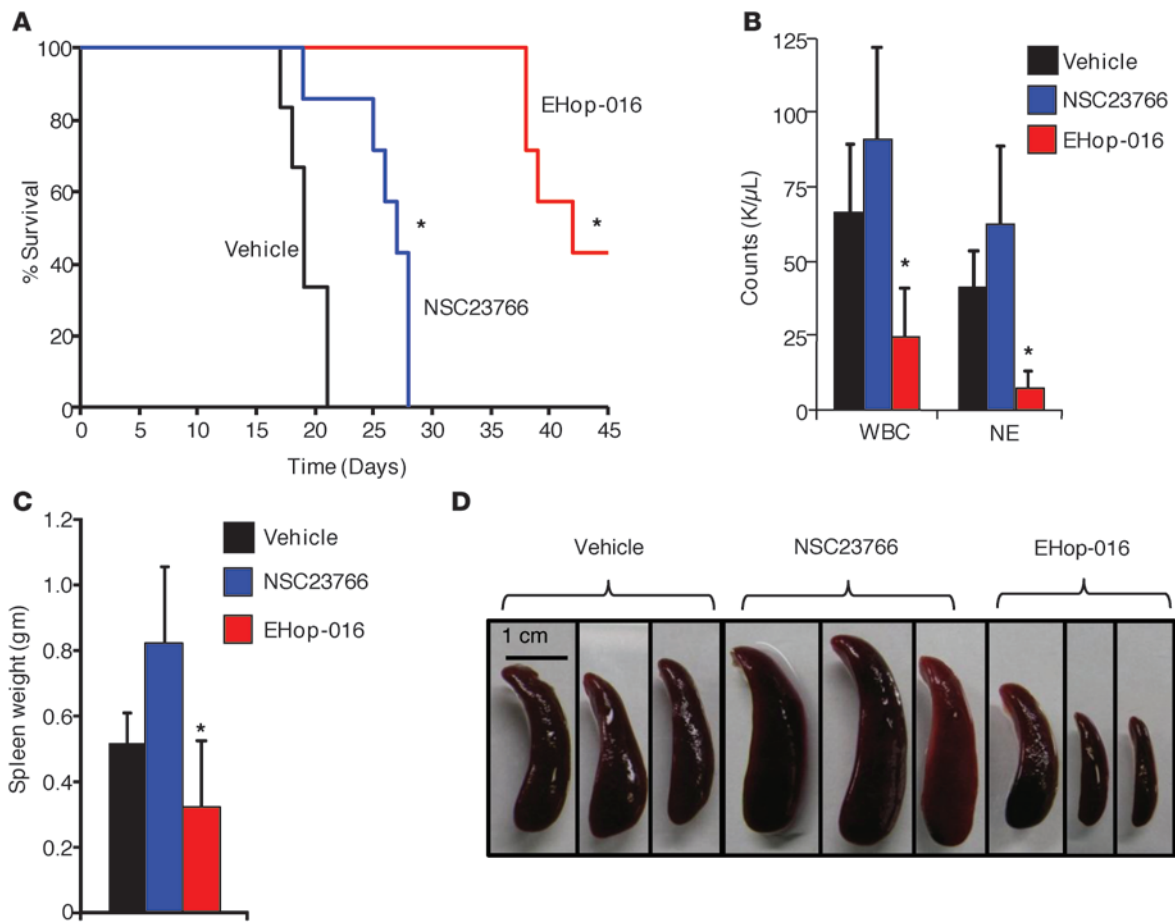 A
% Survival
100
80
60
40
20
0
0 5 10 15 20 25 30 35 40 45
Time (Days)
Vehicle
*
NSC23766
EHop-016
*
B
Counts (K/µL)
125
100
75
50
25
0
Vehicle
NSC23766
EHop-016
*
*
WBC NE
C
Spleen weight (gm)
1.2
1.0
0.8
0.6
0.4
0.2
0
Vehicle
NSC23766
EHop-016
*
D
Vehicle NSC23766 EHop-016
1 cm